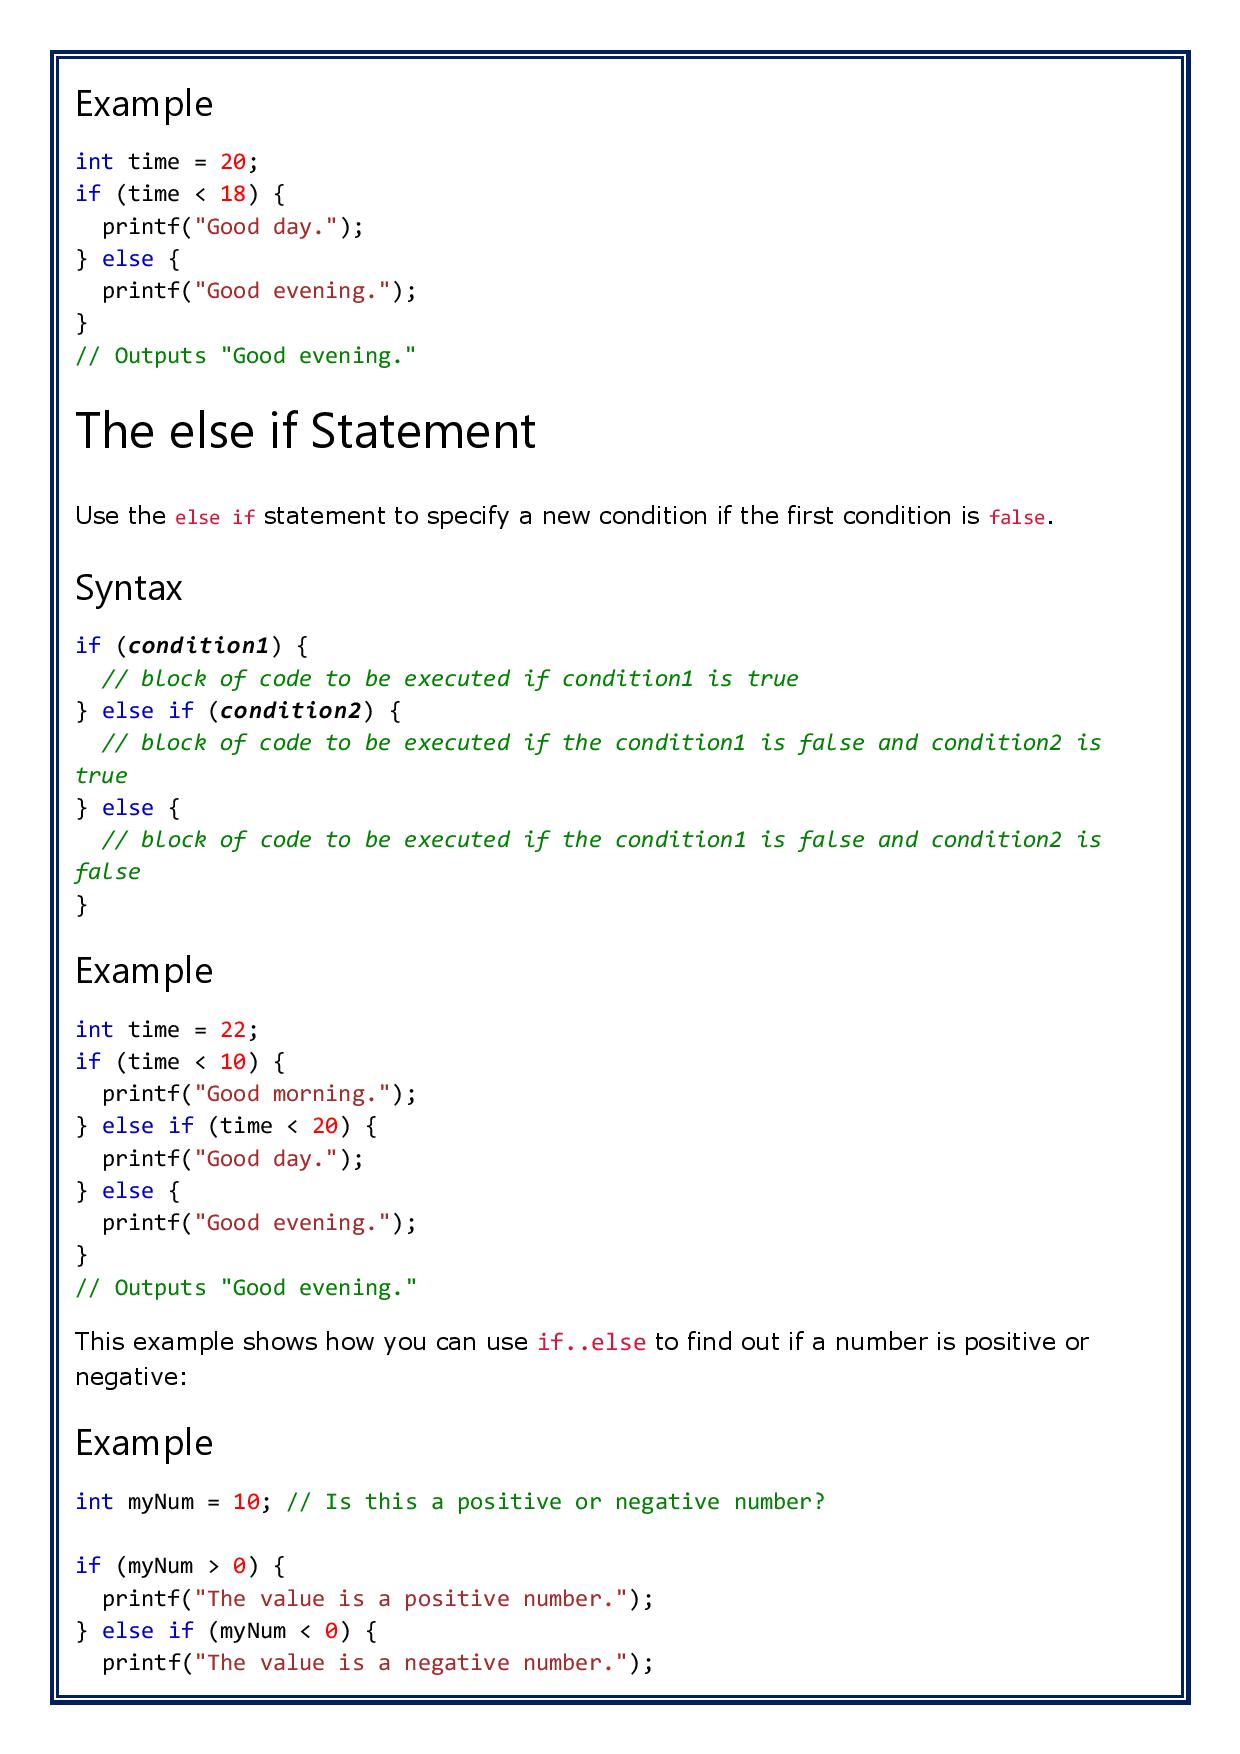 Example
int time = 20;
if (time < 18) {
  printf("Good day.");
} else {
  printf("Good evening.");
}
// Outputs "Good evening."
The else if Statement
Use the else if statement to specify a new condition if the first condition is false.
Syntax
if (condition1) {
  // block of code to be executed if condition1 is true
} else if (condition2) {
  // block of code to be executed if the condition1 is false and condition2 is
true
} else {
  // block of code to be executed if the condition1 is false and condition2 is
false
}
Example
int time = 22;
if (time < 10) {
  printf("Good morning.");
} else if (time < 20) {
  printf("Good day.");
} else {
  printf("Good evening.");
}
// Outputs "Good evening."
This example shows how you can use if..else to find out if a number is positive or
negative:
Example
int myNum = 10; // Is this a positive or negative number?
if (myNum > 0) {
  printf("The value is a positive number.");
} else if (myNum < 0) {
  printf("The value is a negative number.");